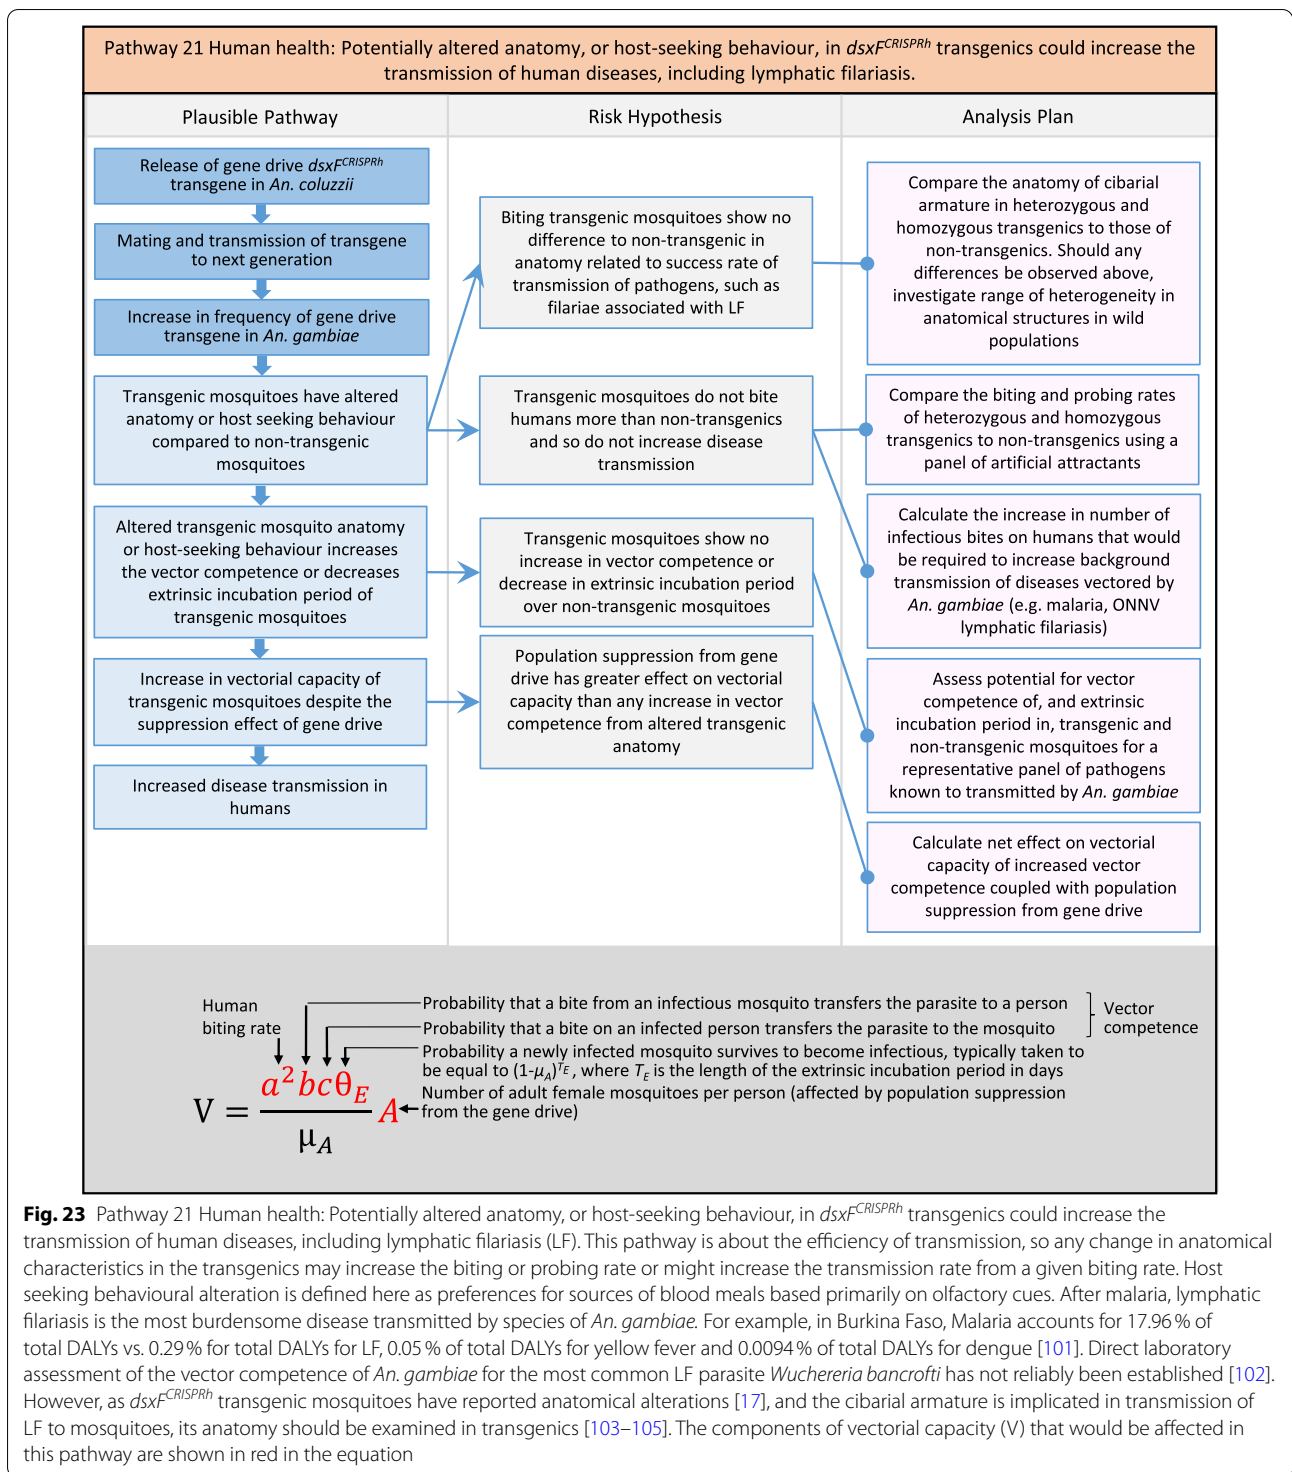 Pathway 21 Human health: Potentially altered anatomy, or host-seeking behaviour, in dsxF^CRISPRh transgenics could increase the
transmission of human diseases, including lymphatic filariasis.
Plausible Pathway
Release of gene drive dsxF^CRISPRh
transgene in An. coluzzii
Mating and transmission of transgene
to next generation
Increase in frequency of gene drive
transgene in An. gambiae
Transgenic mosquitoes have altered
anatomy or host seeking behaviour
compared to non-transgenic
mosquitoes
Altered transgenic mosquito anatomy
or host-seeking behaviour increases
the vector competence or decreases
extrinsic incubation period of
transgenic mosquitoes
Increase in vectorial capacity of
transgenic mosquitoes despite the
suppression effect of gene drive
Increased disease transmission in
humans
Risk Hypothesis
Biting transgenic mosquitoes show no
difference to non-transgenic in
anatomy related to success rate of
transmission of pathogens, such as
filariae associated with LF
Transgenic mosquitoes do not bite
humans more than non-transgenics
and so do not increase disease
transmission
Transgenic mosquitoes show no
increase in vector competence or
decrease in extrinsic incubation period
over non-transgenic mosquitoes
Population suppression from gene
drive has greater effect on vectorial
capacity than any increase in vector
competence from altered transgenic
anatomy
Analysis Plan
Compare the anatomy of cibarial
armature in heterozygous and
homozygous transgenics to those of
non-transgenics. Should any
differences be observed above,
investigate range of heterogeneity in
anatomical structures in wild
populations
Compare the biting and probing rates
of heterozygous and homozygous
transgenics to non-transgenics using a
panel of artificial attractants
Calculate the increase in number of
infectious bites on humans that would
be required to increase background
transmission of diseases vectored by
An. gambiae (e.g. malaria, ONNV
lymphatic filariasis)
Assess potential for vector
competence of, and extrinsic
incubation period in, transgenic and
non-transgenic mosquitoes for a
representative panel of pathogens
known to transmitted by An. gambiae
Calculate net effect on vectorial
capacity of increased vector
competence coupled with population
suppression from gene drive
Human
biting rate
Probability that a bite from an infectious mosquito transfers the parasite to a person
Probability that a bite on an infected person transfers the parasite to the mosquito
Vector
competence
Probability a newly infected mosquito survives to become infectious, typically taken to
be equal to (1-μ_A)^T_E, where T_E is the length of the extrinsic incubation period in days
Number of adult female mosquitoes per person (affected by population suppression
from the gene drive)
V = a²bcθ_E / μ_A A
Fig. 23 Pathway 21 Human health: Potentially altered anatomy, or host-seeking behaviour, in dsxF^CRISPRh transgenics could increase the
transmission of human diseases, including lymphatic filariasis (LF). This pathway is about the efficiency of transmission, so any change in anatomical
characteristics in the transgenics may increase the biting or probing rate or might increase the transmission rate from a given biting rate. Host
seeking behavioural alteration is defined here as preferences for sources of blood meals based primarily on olfactory cues. After malaria, lymphatic
filariasis is the most burdensome disease transmitted by species of An. gambiae. For example, in Burkina Faso, Malaria accounts for 17.96 % of
total DALYs vs. 0.29 % for total DALYs for LF, 0.05 % of total DALYs for yellow fever and 0.0094 % of total DALYs for dengue [101]. Direct laboratory
assessment of the vector competence of An. gambiae for the most common LF parasite Wuchereria bancrofti has not reliably been established [102].
However, as dsxF^CRISPRh transgenic mosquitoes have reported anatomical alterations [17], and the cibarial armature is implicated in transmission of
LF to mosquitoes, its anatomy should be examined in transgenics [103–105]. The components of vectorial capacity (V) that would be affected in
this pathway are shown in red in the equation